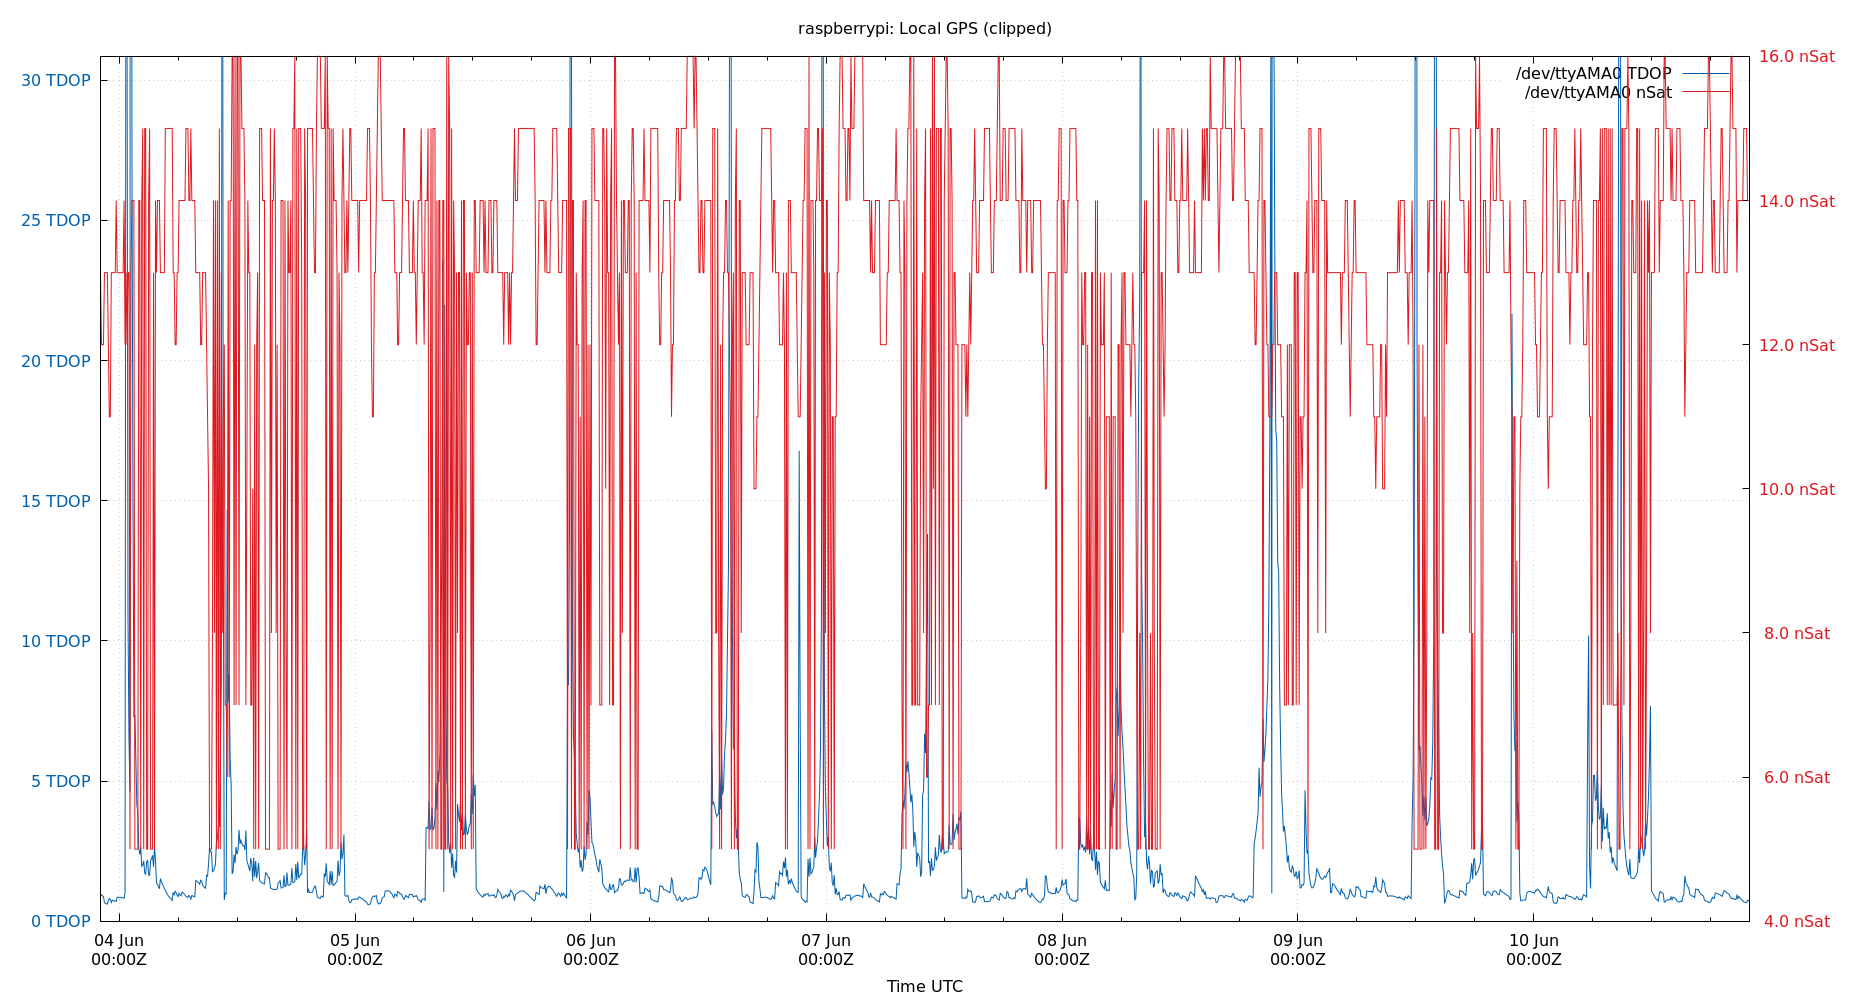 raspberrypi: Local GPS (clipped)
30 TDOP
25 TDOP
20 TDOP
15 TDOP
10 TDOP
5 TDOP
0 TDOP
16.0 nSat
14.0 nSat
12.0 nSat
10.0 nSat
8.0 nSat
6.0 nSat
4.0 nSat
/dev/ttyAMA0 TDOP
/dev/ttyAMA0 nSat
04 Jun 05 Jun 06 Jun 07 Jun 08 Jun 09 Jun 10 Jun
00:00Z 00:00Z 00:00Z 00:00Z 00:00Z 00:00Z 00:00Z
Time UTC